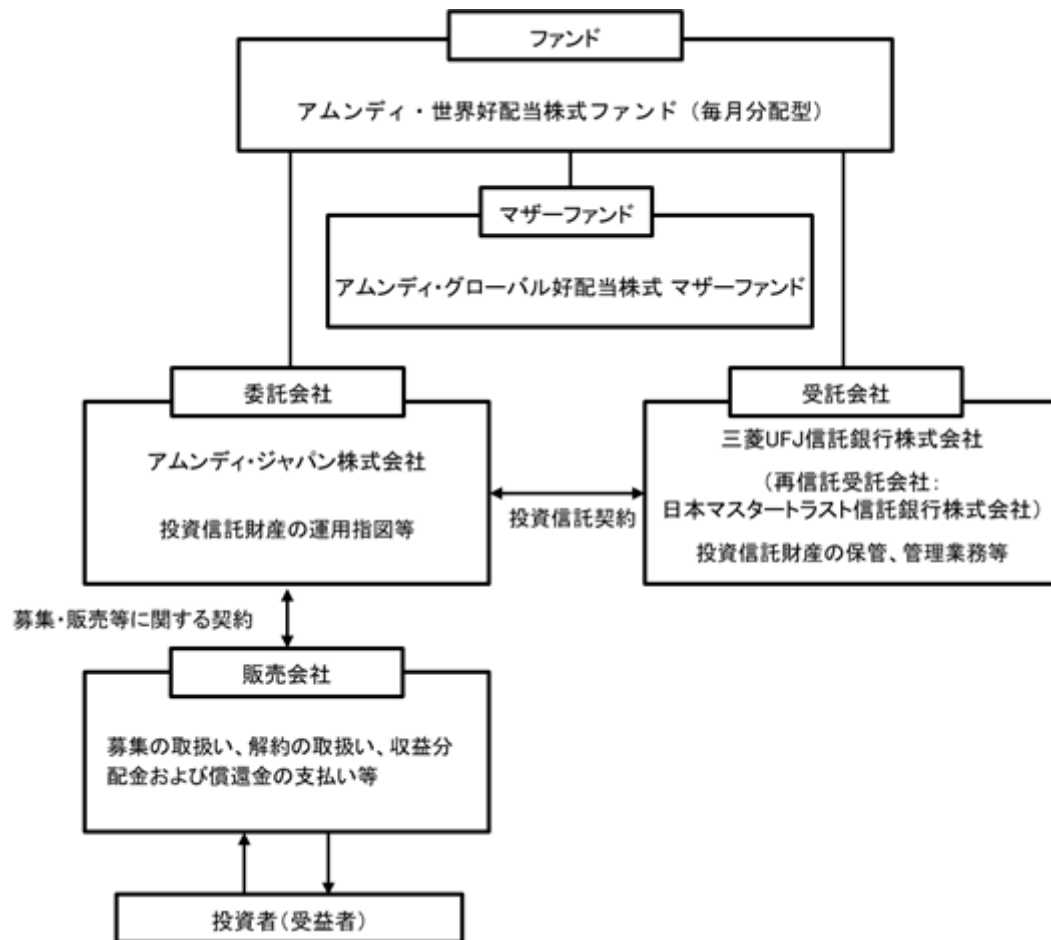 ファンド
アムンディ・世界好配当株式ファンド（毎月分配型）
マザーファンド
アムンディ・グローバル好配当株式 マザーファンド
委託会社
アムンディ・ジャパン株式会社
投資信託財産の運用指図等
投資信託契約
受託会社
三菱UFJ信託銀行株式会社
（再信託受託会社：
日本マスタートラスト信託銀行株式会社）
投資信託財産の保管、管理業務等
募集・販売等に関する契約
販売会社
募集の取扱い、解約の取扱い、収益分
配金および償還金の支払い等
投資者（受益者）